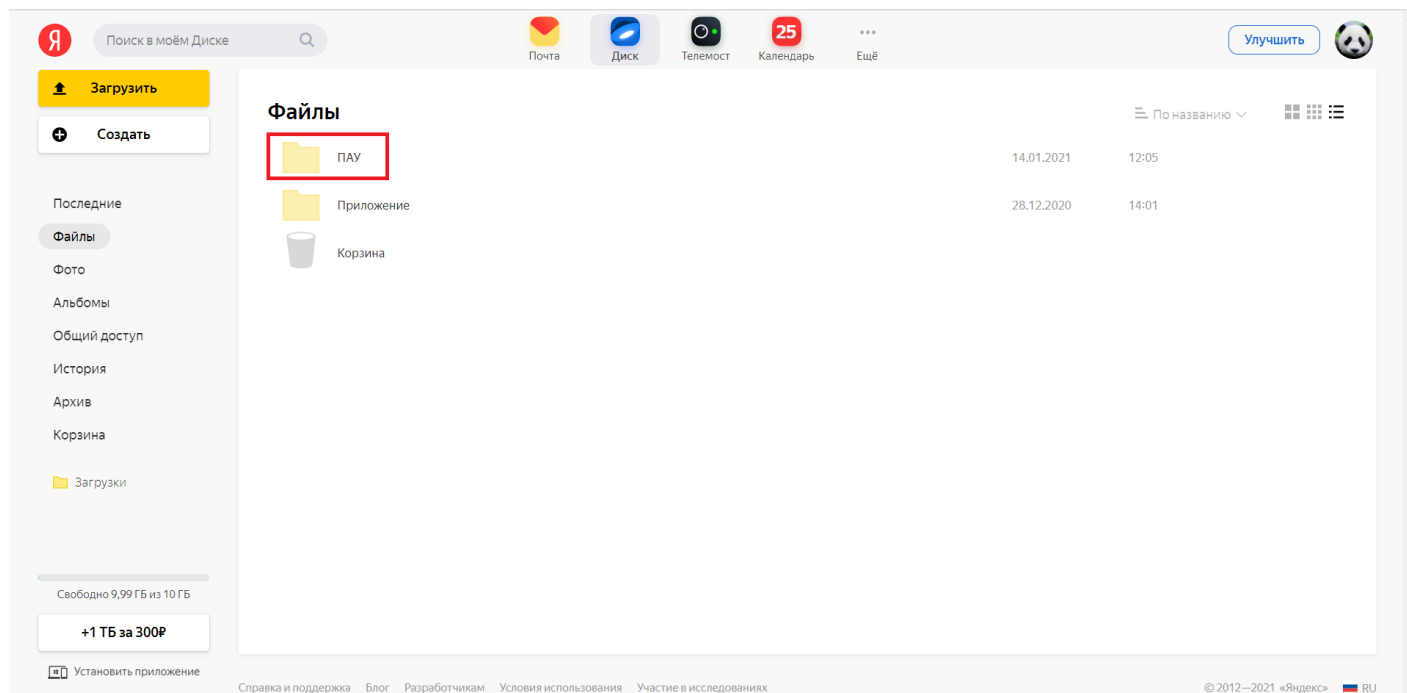 Я
Поиск в моём Диске
25
Почта
Диск
Телемост
Календарь
Ещё
Улучшить
Загрузить
Создать
Последние
Файлы
Фото
Альбомы
Общий доступ
История
Архив
Корзина
Загрузки
Свободно 9,99 ГБ из 10 ГБ
+1 ТБ за 300₽
Установить приложение
Файлы
По названию
ПАУ 14.01.2021 12:05
Приложение 28.12.2020 14:01
Корзина
Справка и поддержка Блог Разработчикам Условия использования Участие в исследованиях © 2012—2021 «Яндекс» RU